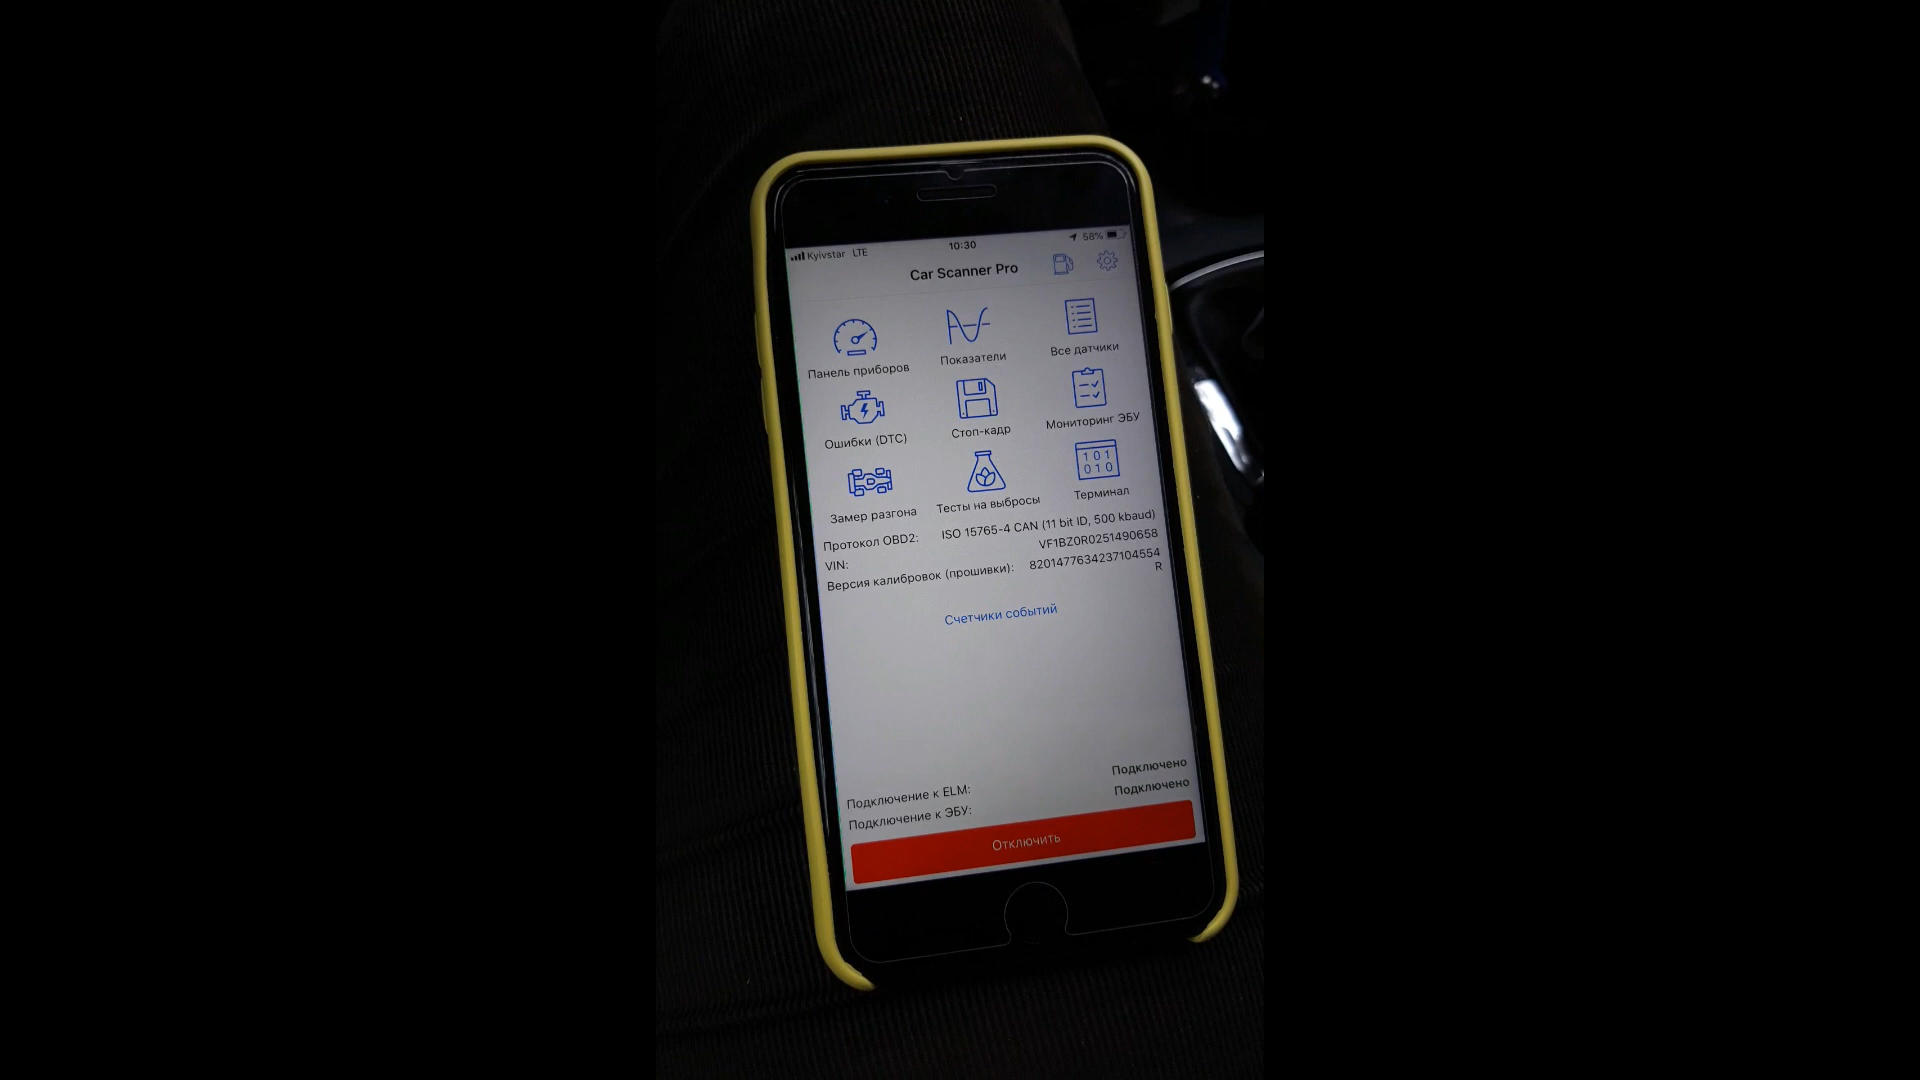 Kyivstar LTE 10:30 58%
Car Scanner Pro
Панель приборов Показатели Все датчики
Ошибки (DTC) Стоп-кадр Мониторинг ЭБУ
101
010
Замер разгона Тесты на выбросы Терминал
Протокол OBD2: ISO 15765-4 CAN (11 bit ID, 500 kbaud)
VIN: VF1BZ0R0251490658
Версия калибровок (прошивки): 8201477634237104554
R
Счетчики событий
Подключение к ELM: Подключено
Подключение к ЭБУ: Подключено
Отключить